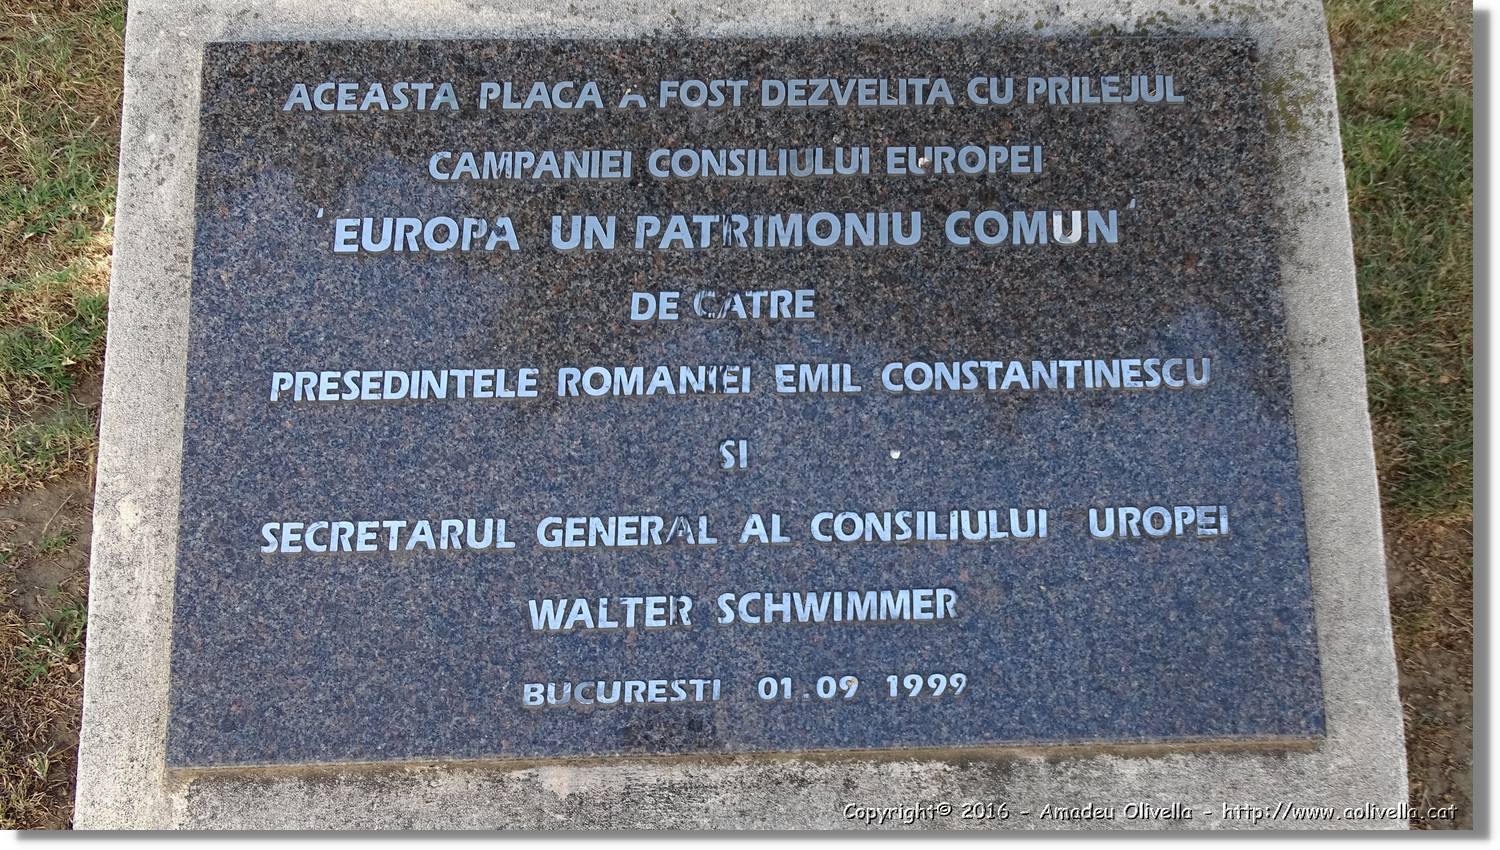 ACEASTA PLACA A FOST DEZVELITA CU PRILEJUL
CAMPANIEI CONSILIULUI EUROPEI
'EUROPA UN PATRIMONIU COMUN'
DE CATRE
PRESEDINTELE ROMANIEI EMIL CONSTANTINESCU
SI
SECRETARUL GENERAL AL CONSILIULUI UROPEI
WALTER SCHWIMMER
BUCURESTI 01.09 1999
Copyright© 2016 - Amadeu Olivella - http://www.aolivella.cat